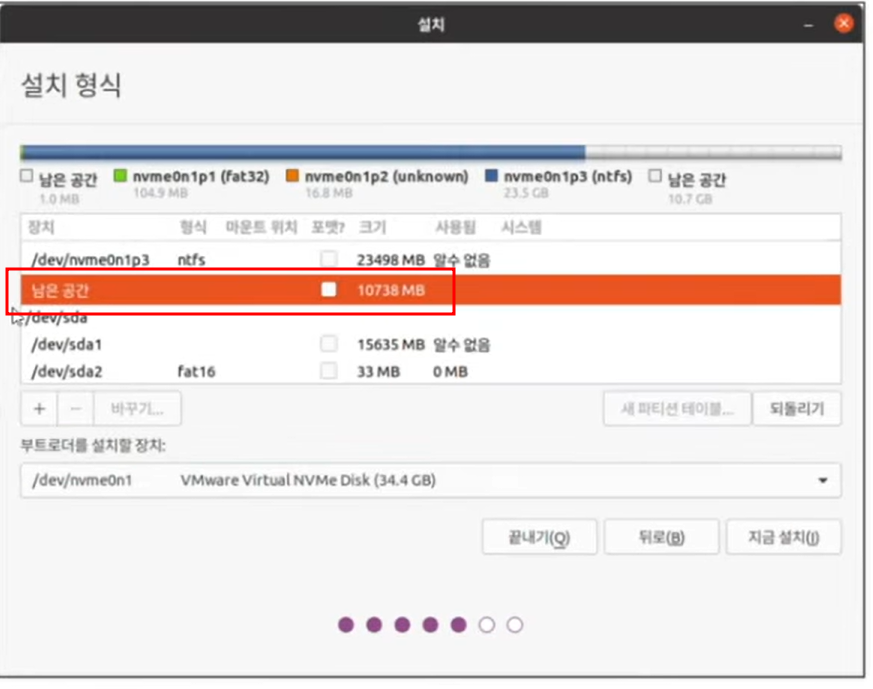 설치
설치 형식
남은 공간 nvme0n1p1 (fat32) nvme0n1p2 (unknown) nvme0n1p3 (ntfs) 남은 공간
1.0 MB 104.9 MB 16.8 MB 23.5 GB 10.7 GB
장치 형식 마운트 위치 포맷? 크기 사용됨 시스템
/dev/nvme0n1p3 ntfs 23498 MB 알수 없음
남은 공간 10738 MB
/dev/sda
/dev/sda1 15635 MB 알수 없음
/dev/sda2 fat16 33 MB 0 MB
+ - 바꾸기... 새 파티션 테이블... 되돌리기
부트로더를 설치할 장치:
/dev/nvme0n1 VMware Virtual NVMe Disk (34.4 GB)
끝내기(Q) 뒤로(B) 지금 설치(I)